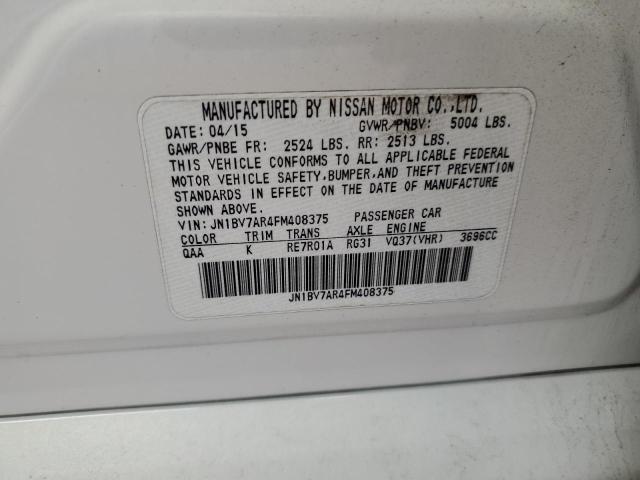 MANUFACTURED BY NISSAN MOTOR CO.,LTD.
DATE: 04/15 GVWR/PNBV: 5004 LBS.
GAWR/PNBE FR: 2524 LBS. RR: 2513 LBS.
THIS VEHICLE CONFORMS TO ALL APPLICABLE FEDERAL
MOTOR VEHICLE SAFETY,BUMPER,AND THEFT PREVENTION
STANDARDS IN EFFECT ON THE DATE OF MANUFACTURE
SHOWN ABOVE.
VIN: JN1BV7AR4FM408375 PASSENGER CAR
COLOR TRIM TRANS AXLE ENGINE
QAA K RE7R01A RG31 VQ37(VHR) 3696CC
JN1BV7AR4FM408375